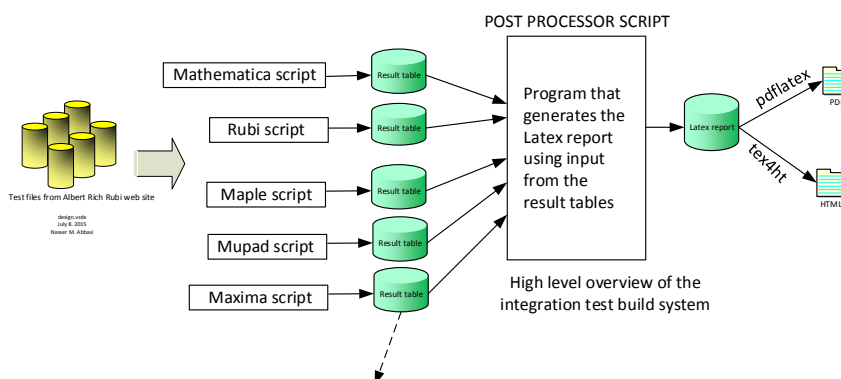 POST PROCESSOR SCRIPT
Mathematica script
Result table
Rubi script
Result table
Maple script
Result table
Mupad script
Result table
Maxima script
Result table
Test files from Albert Rich Rubi web site
design.vsdx
July 8, 2015
Nasser M. Abbasi
Program that
generates the
Latex report
using input
from the
result tables
Latex report
pdflatex
tex4ht
HTML
High level overview of the
integration test build system